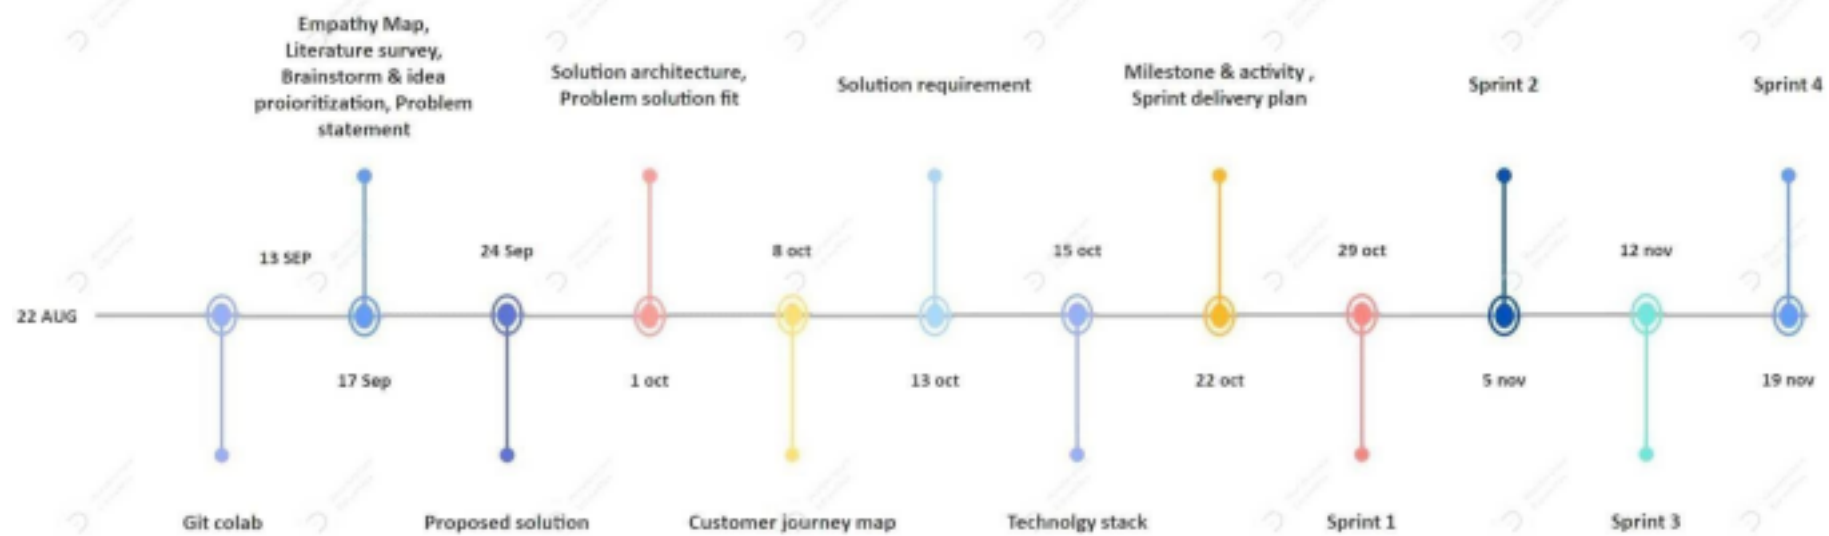 Empathy Map,
Literature survey,
Brainstorm & idea
proioritization, Problem
statement
Solution architecture,
Problem solution fit
Solution requirement
Milestone & activity ,
Sprint delivery plan
Sprint 2
Sprint 4
13 SEP
24 Sep
8 oct
15 oct
29 oct
12 nov
22 AUG
17 Sep
1 oct
13 oct
22 oct
5 nov
19 nov
Git colab
Proposed solution
Customer journey map
Technolgy stack
Sprint 1
Sprint 3